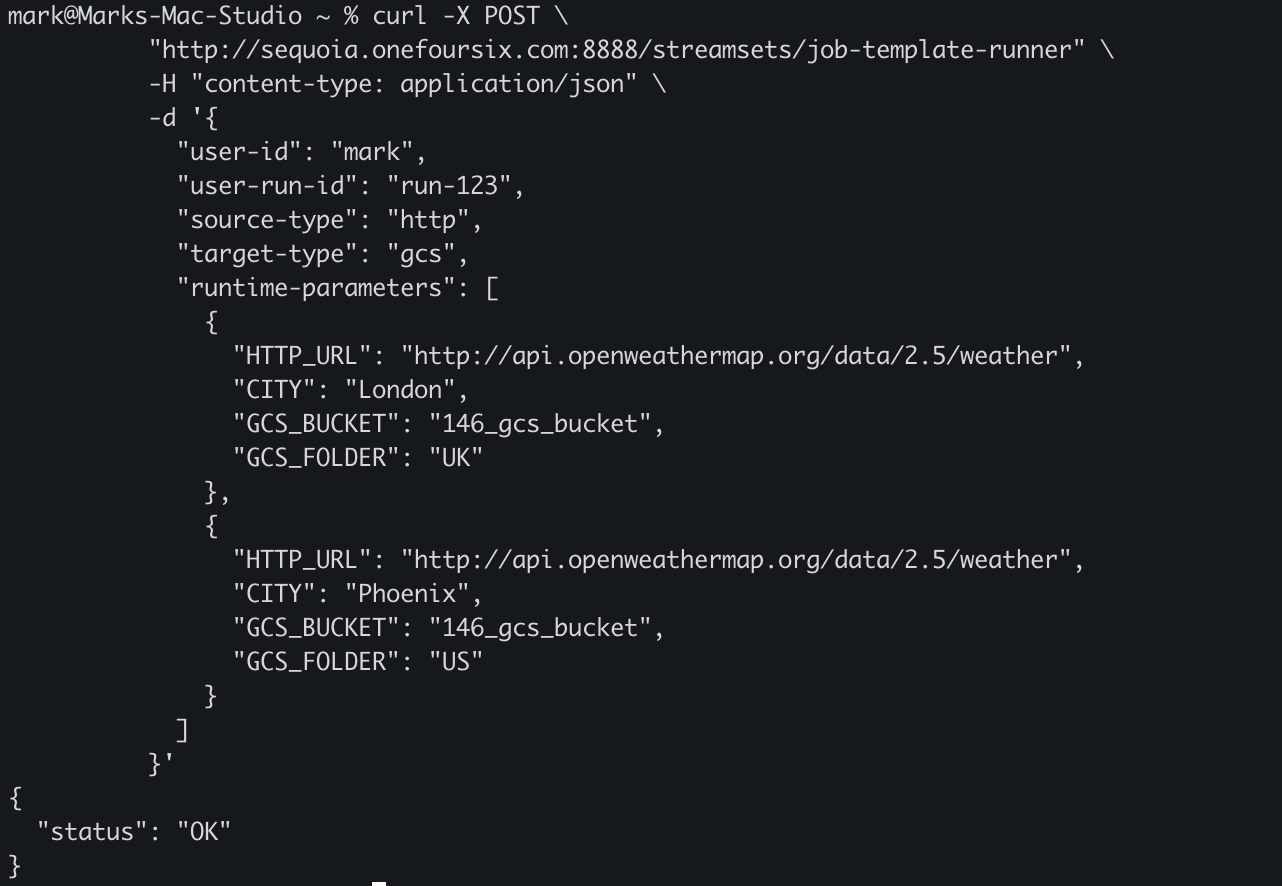 mark@Marks-Mac-Studio ~ % curl -X POST \
"http://sequoia.onefoursix.com:8888/streamsets/job-template-runner" \
-H "content-type: application/json" \
-d '{
"user-id": "mark",
"user-run-id": "run-123",
"source-type": "http",
"target-type": "gcs",
"runtime-parameters": [
{
"HTTP_URL": "http://api.openweathermap.org/data/2.5/weather",
"CITY": "London",
"GCS_BUCKET": "146_gcs_bucket",
"GCS_FOLDER": "UK"
},
{
"HTTP_URL": "http://api.openweathermap.org/data/2.5/weather",
"CITY": "Phoenix",
"GCS_BUCKET": "146_gcs_bucket",
"GCS_FOLDER": "US"
}
]
}'
{
"status": "OK"
}